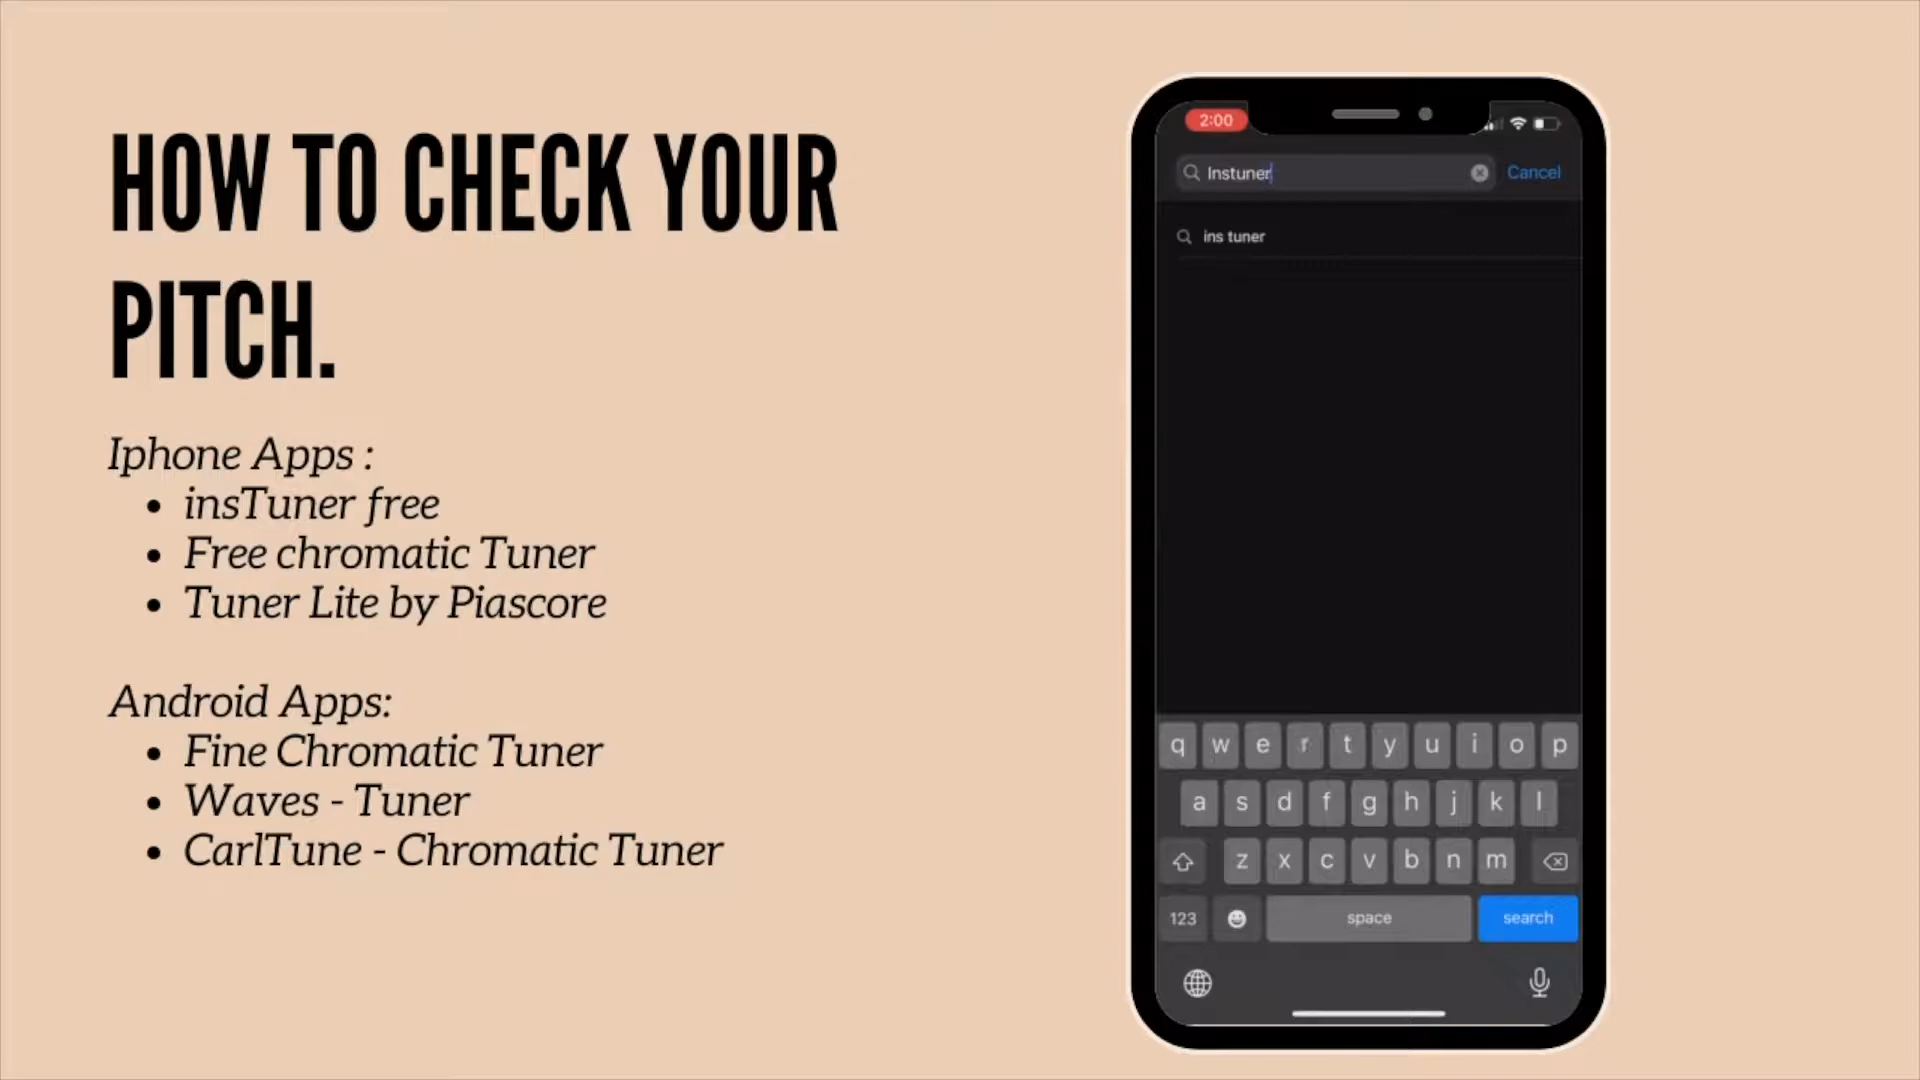 HOW TO CHECK YOUR
PITCH.
Iphone Apps :
• insTuner free
• Free chromatic Tuner
• Tuner Lite by Piascore
Android Apps:
• Fine Chromatic Tuner
• Waves - Tuner
• CarlTune - Chromatic Tuner
2:00
Instuner
Cancel
ins tuner
q w e r t y u i o p
a s d f g h j k l
z x c v b n m
123 space search